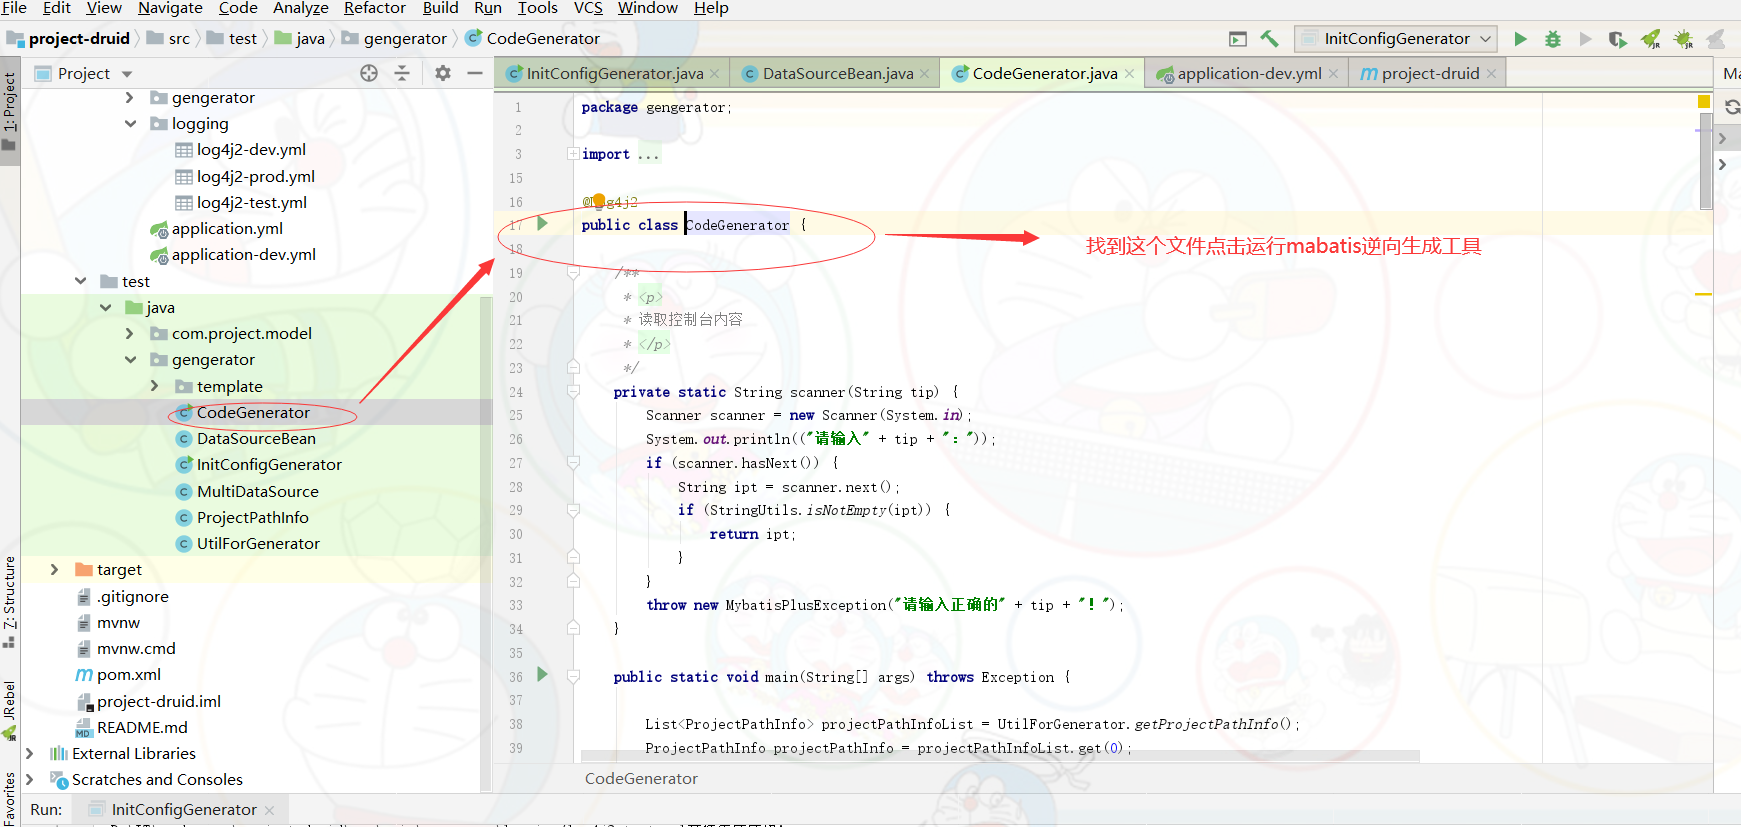 File Edit View Navigate Code Analyze Refactor Build Run Tools VCS Window Help
project-druid src test java gengerator CodeGenerator
InitConfigGenerator
Project
InitConfigGenerator.java DataSourceBean.java CodeGenerator.java application-dev.yml project-druid
Ma
1: Project
7: Structure
JRebel
Favorites
gengerator
logging
log4j2-dev.yml
log4j2-prod.yml
log4j2-test.yml
application.yml
application-dev.yml
test
java
com.project.model
gengerator
template
CodeGenerator
DataSourceBean
InitConfigGenerator
MultiDataSource
ProjectPathInfo
UtilForGenerator
target
.gitignore
mvnw
mvnw.cmd
pom.xml
project-druid.iml
README.md
External Libraries
Scratches and Consoles
1 package gengerator;
2
3 import ...
15
16 @Log4j2
17 public class CodeGenerator {
找到这个文件点击运行mabatis逆向生成工具
18
19 /**
20 * <p>
21 * 读取控制台内容
22 * </p>
23 */
24 private static String scanner(String tip) {
25 Scanner scanner = new Scanner(System.in);
26 System.out.println(("请输入" + tip + "："));
27 if (scanner.hasNext()) {
28 String ipt = scanner.next();
29 if (StringUtils.isNotEmpty(ipt)) {
30 return ipt;
31 }
32 }
33 throw new MybatisPlusException("请输入正确的" + tip + "！");
34 }
35
36 public static void main(String[] args) throws Exception {
37
38 List<ProjectPathInfo> projectPathInfoList = UtilForGenerator.getProjectPathInfo();
39 ProjectPathInfo projectPathInfo = projectPathInfoList.get(0);
CodeGenerator
Run: InitConfigGenerator